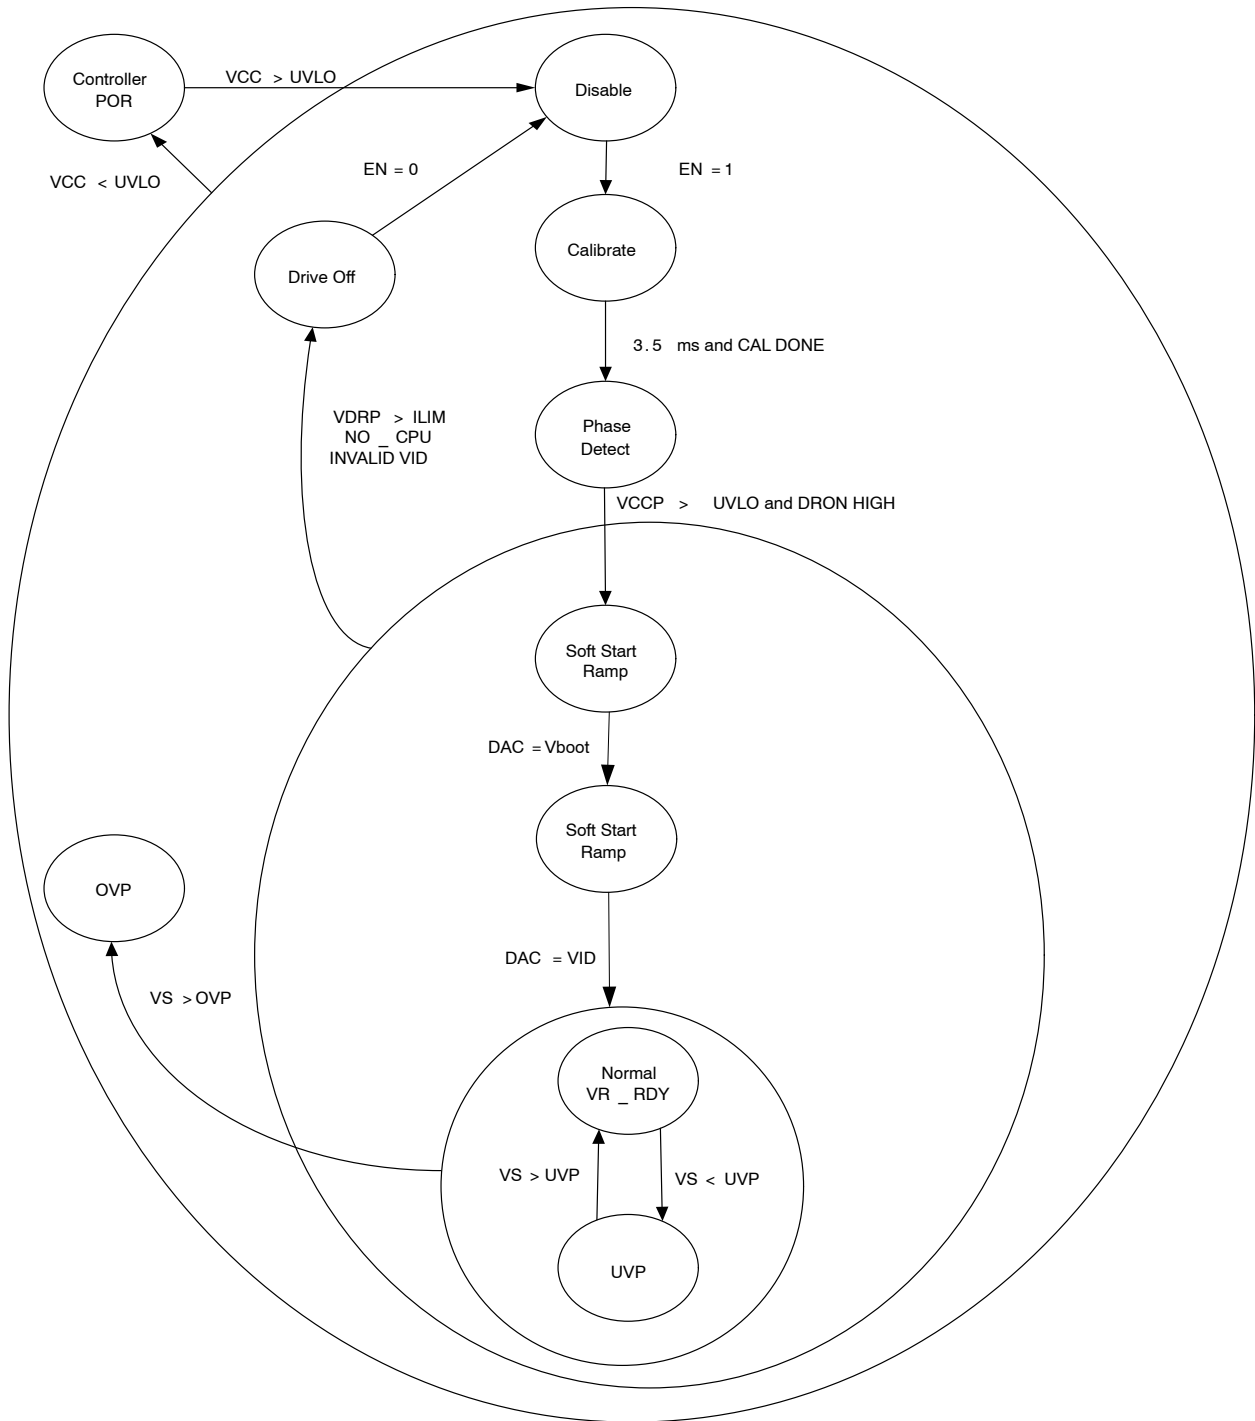 Controller
POR
VCC > UVLO
Disable
VCC < UVLO
EN = 0
EN = 1
Calibrate
Drive Off
3.5 ms and CAL DONE
VDRP > ILIM
NO _ CPU
INVALID VID
Phase
Detect
VCCP > UVLO and DRON HIGH
Soft Start
Ramp
DAC = Vboot
Soft Start
Ramp
OVP
DAC = VID
VS > OVP
Normal
VR _ RDY
VS > UVP
VS < UVP
UVP